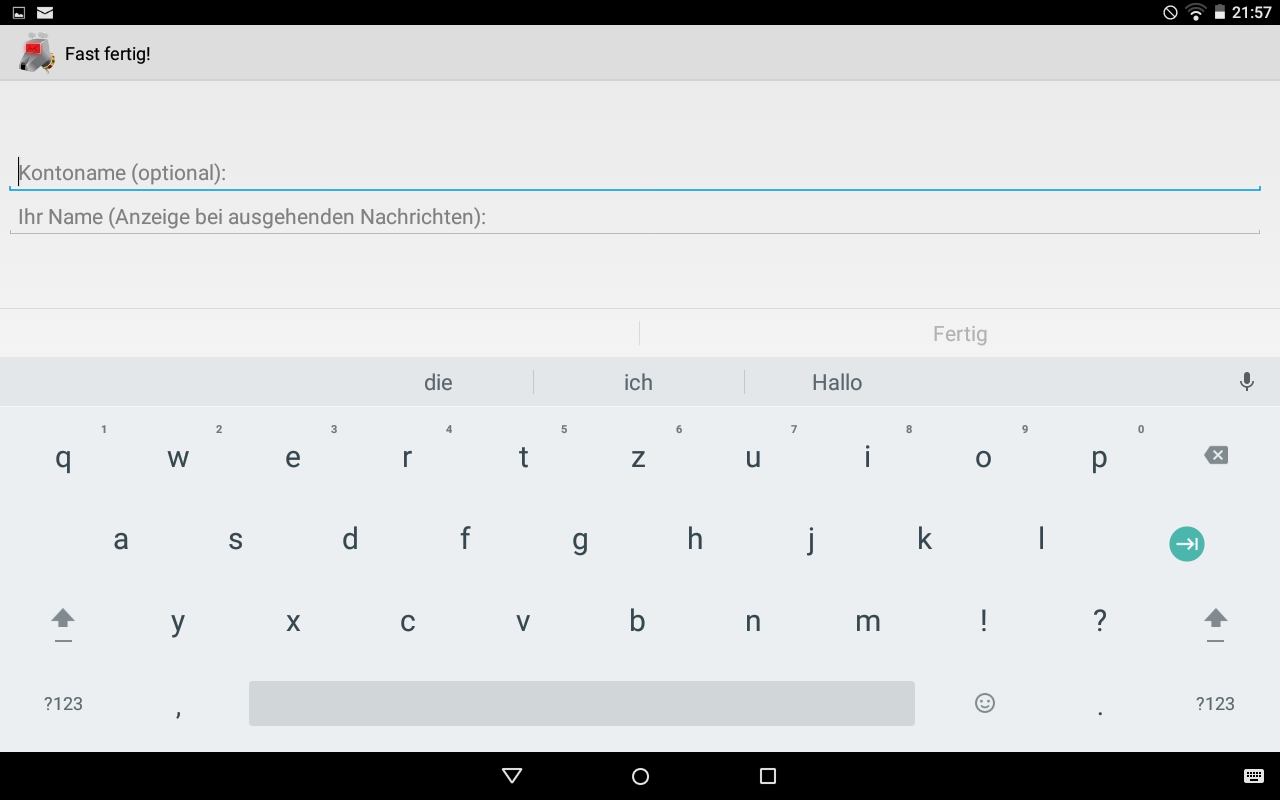 21:57
Fast fertig!
Kontoname (optional):
Ihr Name (Anzeige bei ausgehenden Nachrichten):
Fertig
die ich Hallo
1 2 3 4 5 6 7 8 9 0
q w e r t z u i o p
a s d f g h j k l
y x c v b n m ! ?
?123 , . ?123